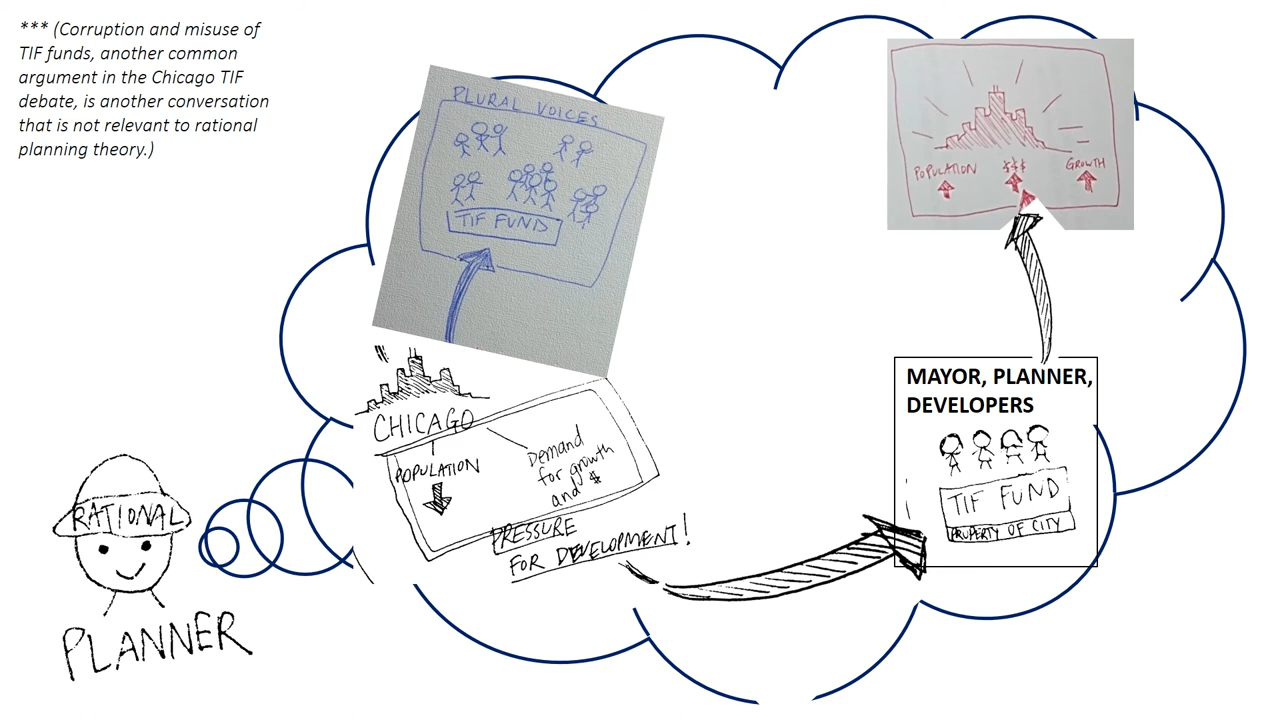 *** (Corruption and misuse of
TIF funds, another common
argument in the Chicago TIF
debate, is another conversation
that is not relevant to rational
planning theory.)
PLURAL VOICES
TIF FUND
POPULATION
$$$
GROWTH
CHICAGO
POPULATION
Demand
for growth
and $
PRESSURE
FOR DEVELOPMENT!
MAYOR, PLANNER,
DEVELOPERS
TIF FUND
PROPERTY OF CITY
RATIONAL
PLANNER